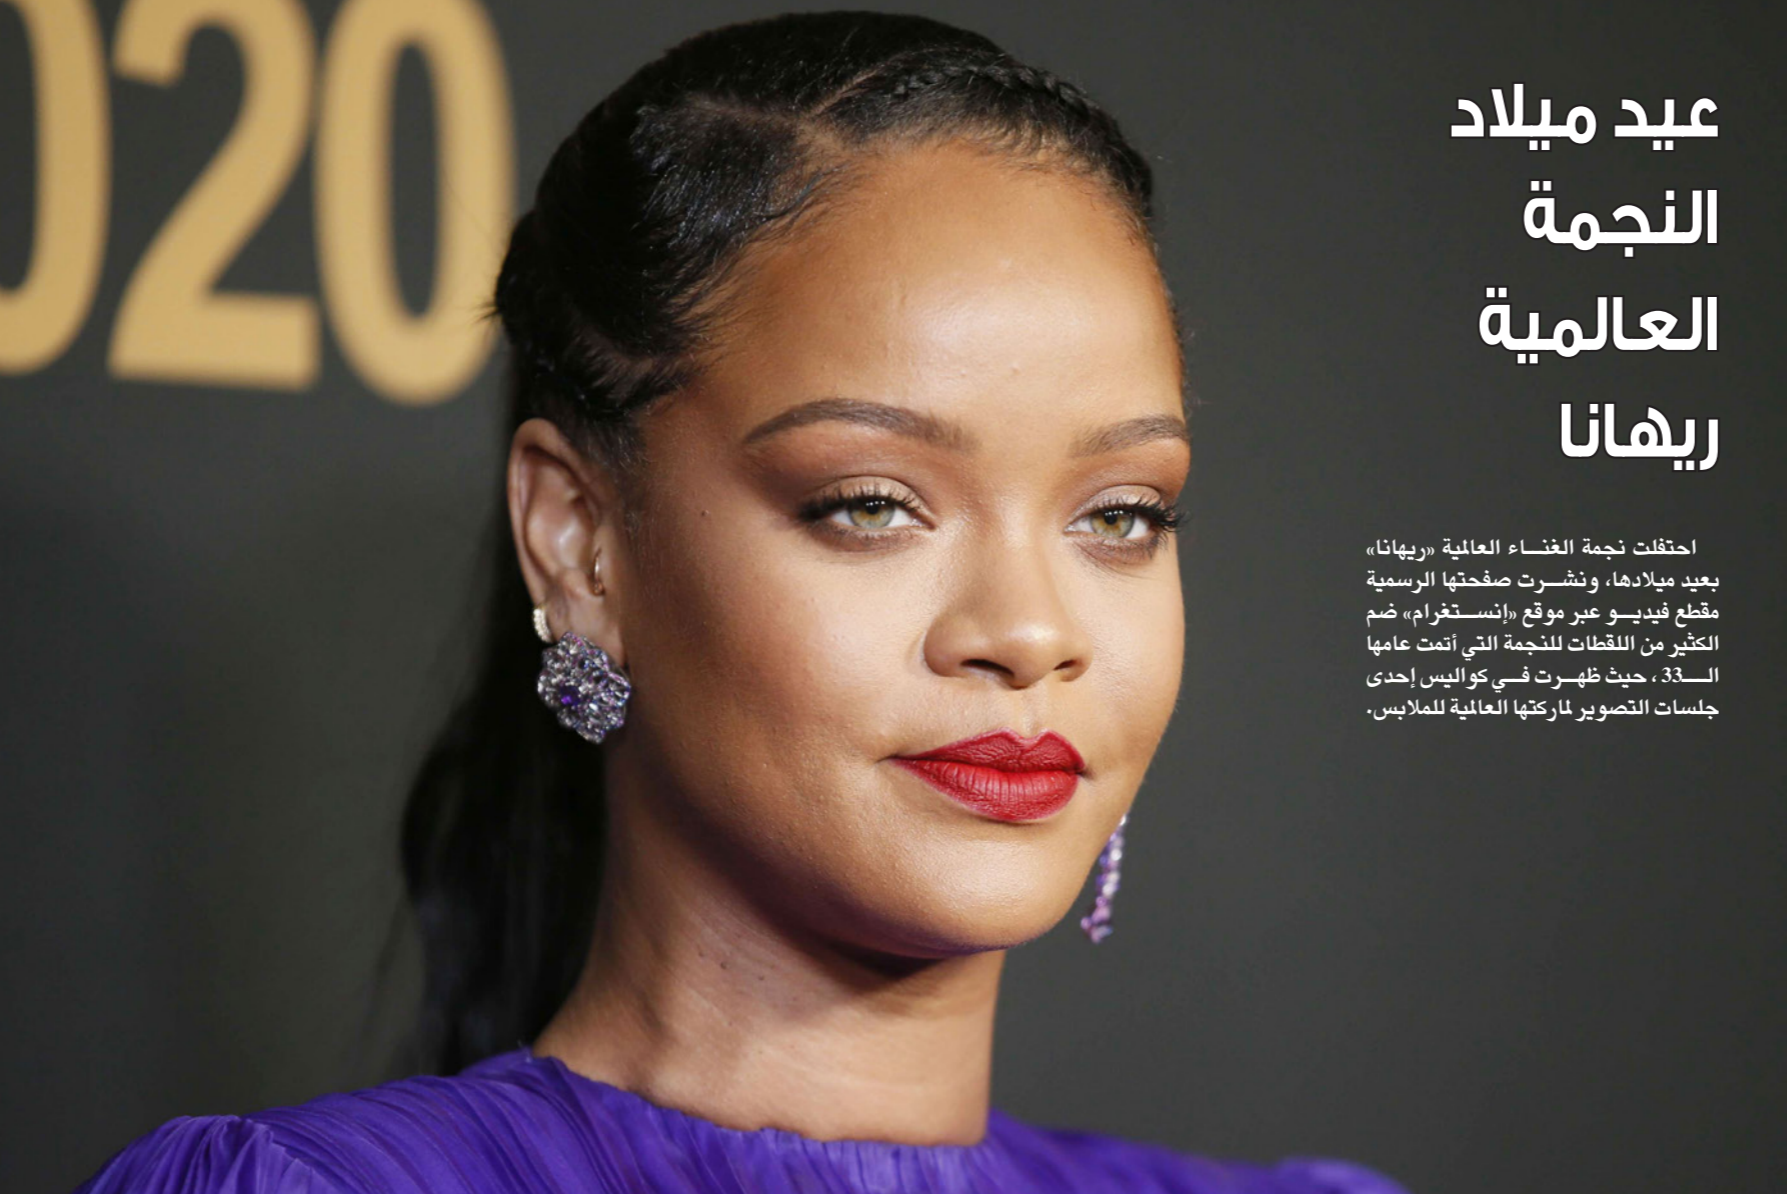 020
عيد ميلاد
النجمة
العالمية
ريهانا
احتفلت نجمة الغنـــاء العالمية «ريهانا»
بعيد ميلادها، ونشـــرت صفحتها الرسمية
مقطع فيديـــو عبر موقع «إنســـتغرام» ضم
الكثير من اللقطات للنجمة التي أتمت عامها
الـــ33 ، حيث ظهـــرت فـــي كواليس إحدى
جلسات التصوير لماركتها العالمية للملابس.